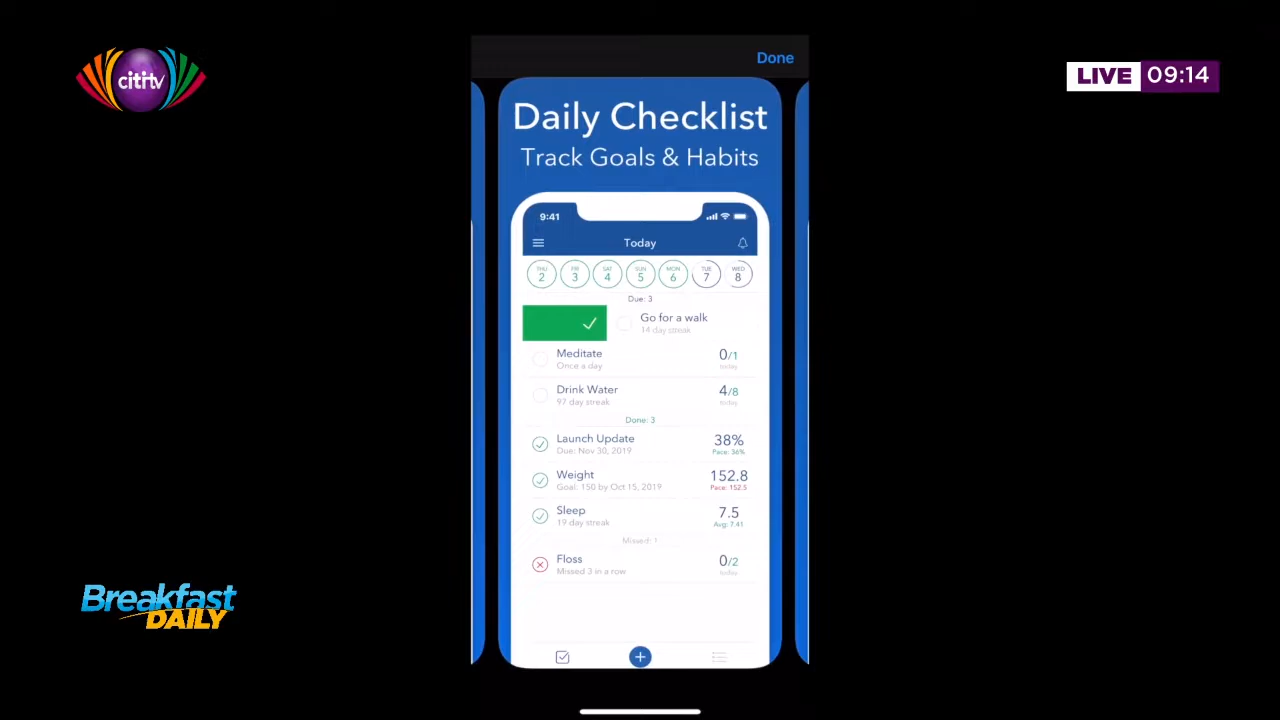 cititv
LIVE 09:14
Done
Daily Checklist
Track Goals & Habits
9:41
Today
THU FRI SAT SUN MON TUE WED
2 3 4 5 6 7 8
Due: 3
Go for a walk
14 day streak
Meditate 0/1
Once a day today
Drink Water 4/8
97 day streak today
Done: 3
Launch Update 38%
Due: Nov 30, 2019 Pace: 36%
Weight 152.8
Goal: 150 by Oct 15, 2019 Pace: 152.5
Sleep 7.5
19 day streak Avg: 7.41
Missed: 1
Floss 0/2
Missed 3 in a row today
Breakfast
DAILY